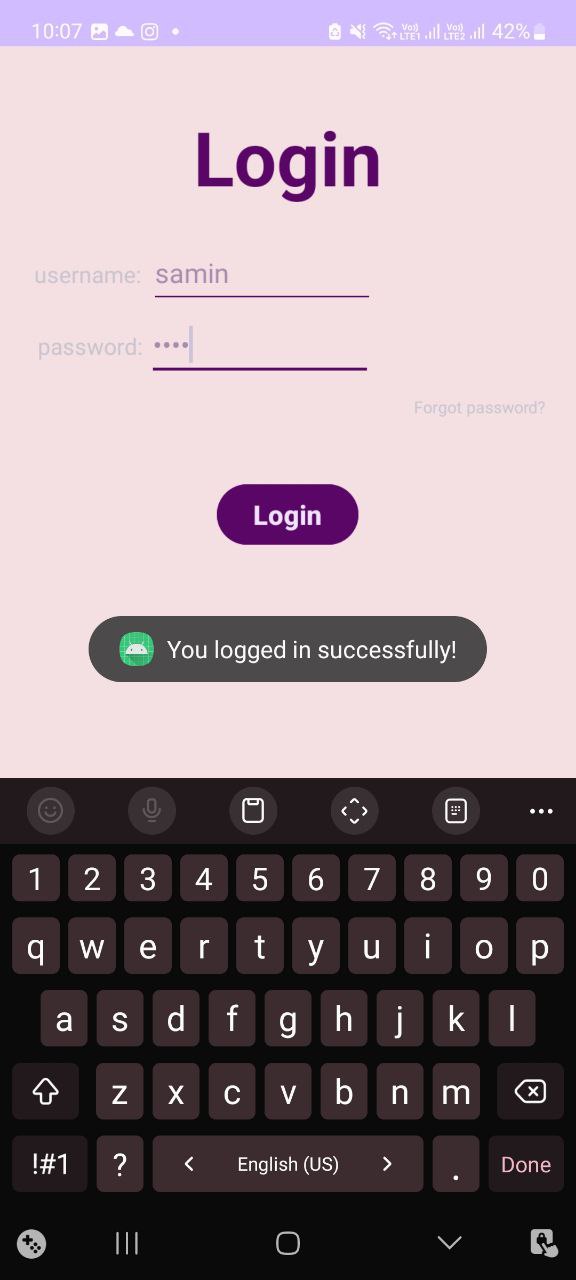 10:07 Vo)) LTE1 Vo)) LTE2 42%
Login
username: samin
password: ••••
Forgot password?
Login
You logged in successfully!
1 2 3 4 5 6 7 8 9 0
q w e r t y u i o p
a s d f g h j k l
z x c v b n m
!#1 ? < English (US) > . Done